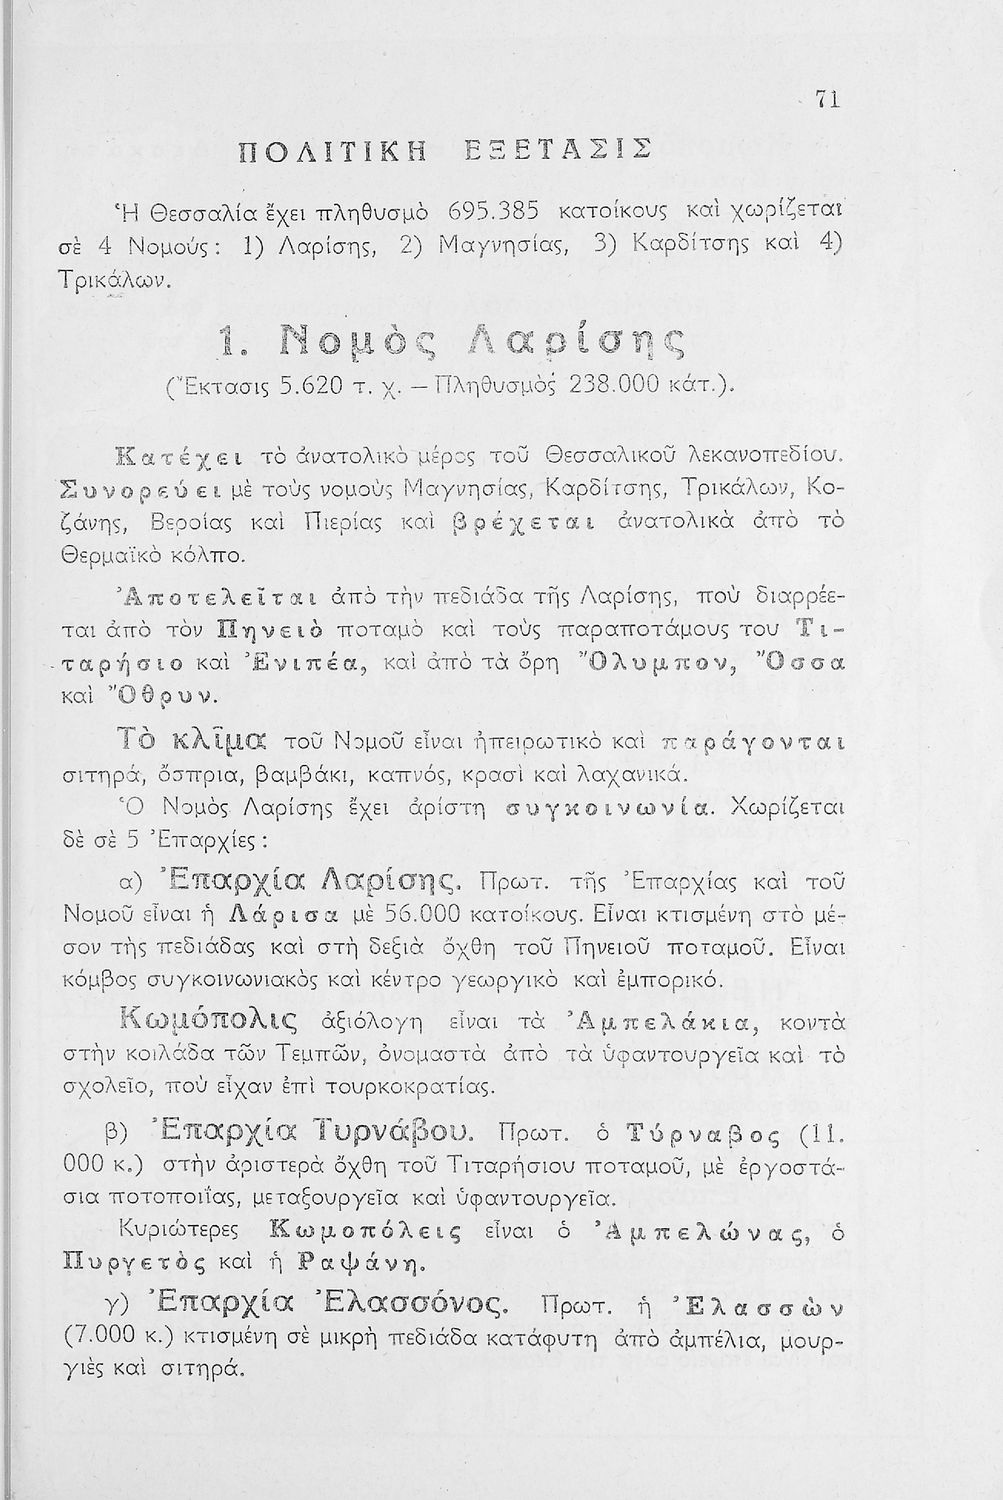 71
ΠΟΛΙΤΙΚΗ ΕΞΕΤΑΣΙΣ
Ἡ Θεσσαλία ἔχει πληθυσμὸ 695.385 κατοίκους καὶ χωρίζεται
σὲ 4 Νομούς: 1) Λαρίσης, 2) Μαγνησίας, 3) Καρδίτσης καὶ 4)
Τρικάλων.
1. Νομὸς Λαρίσης
(Ἔκτασις 5.620 τ. χ. — Πληθυσμὸς 238.000 κάτ.).
Κατέχει τὸ ἀνατολικὸ μέρος τοῦ Θεσσαλικοῦ λεκανοπεδίου.
Συνορεύει μὲ τοὺς νομοὺς Μαγνησίας, Καρδίτσης, Τρικάλων, Κο-
ζάνης, Βεροίας καὶ Πιερίας καὶ βρέχεται ἀνατολικὰ ἀπὸ τὸ
Θερμαϊκὸ κόλπο.
Ἀποτελεῖται ἀπὸ τὴν πεδιάδα τῆς Λαρίσης, ποὺ διαρρέε-
ται ἀπὸ τὸν Πηνειὸ ποταμὸ καὶ τοὺς παραποτάμους του Τι-
ταρήσιο καὶ Ἐνιπέα, καὶ ἀπὸ τὰ ὄρη Ὄλυμπον, Ὄσσα
καὶ Ὄθρυν.
Τὸ κλῖμα τοῦ Νομοῦ εἶναι ἠπειρωτικὸ καὶ παράγονται
σιτηρά, ὄσπρια, βαμβάκι, καπνός, κρασὶ καὶ λαχανικά.
Ὁ Νομὸς Λαρίσης ἔχει ἀρίστη συγκοινωνία. Χωρίζεται
δὲ σὲ 5 Ἐπαρχίες:
α) Ἐπαρχία Λαρίσης. Πρωτ. τῆς Ἐπαρχίας καὶ τοῦ
Νομοῦ εἶναι ἡ Λάρισα μὲ 56.000 κατοίκους. Εἶναι κτισμένη στὸ μέ-
σον τῆς πεδιάδας καὶ στὴ δεξιὰ ὄχθη τοῦ Πηνειοῦ ποταμοῦ. Εἶναι
κόμβος συγκοινωνιακὸς καὶ κέντρο γεωργικὸ καὶ ἐμπορικό.
Κωμόπολις ἀξιόλογη εἶναι τὰ Ἀμπελάκια, κοντὰ
στὴν κοιλάδα τῶν Τεμπῶν, ὀνομαστὰ ἀπὸ τὰ ὑφαντουργεῖα καὶ τὸ
σχολεῖο, ποὺ εἶχαν ἐπὶ τουρκοκρατίας.
β) Ἐπαρχία Τυρνάβου. Πρωτ. ὁ Τύρναβος (11.
000 κ.) στὴν ἀριστερὰ ὄχθη τοῦ Τιταρήσιου ποταμοῦ, μὲ ἐργοστά-
σια ποτοποιΐας, μεταξουργεῖα καὶ ὑφαντουργεῖα.
Κυριώτερες Κωμοπόλεις εἶναι ὁ Ἀμπελώνας, ὁ
Πυργετὸς καὶ ἡ Ραψάνη.
γ) Ἐπαρχία Ἐλασσόνος. Πρωτ. ἡ Ἐλασσὼν
(7.000 κ.) κτισμένη σὲ μικρὴ πεδιάδα κατάφυτη ἀπὸ ἀμπέλια, μουρ-
γιὲς καὶ σιτηρά.